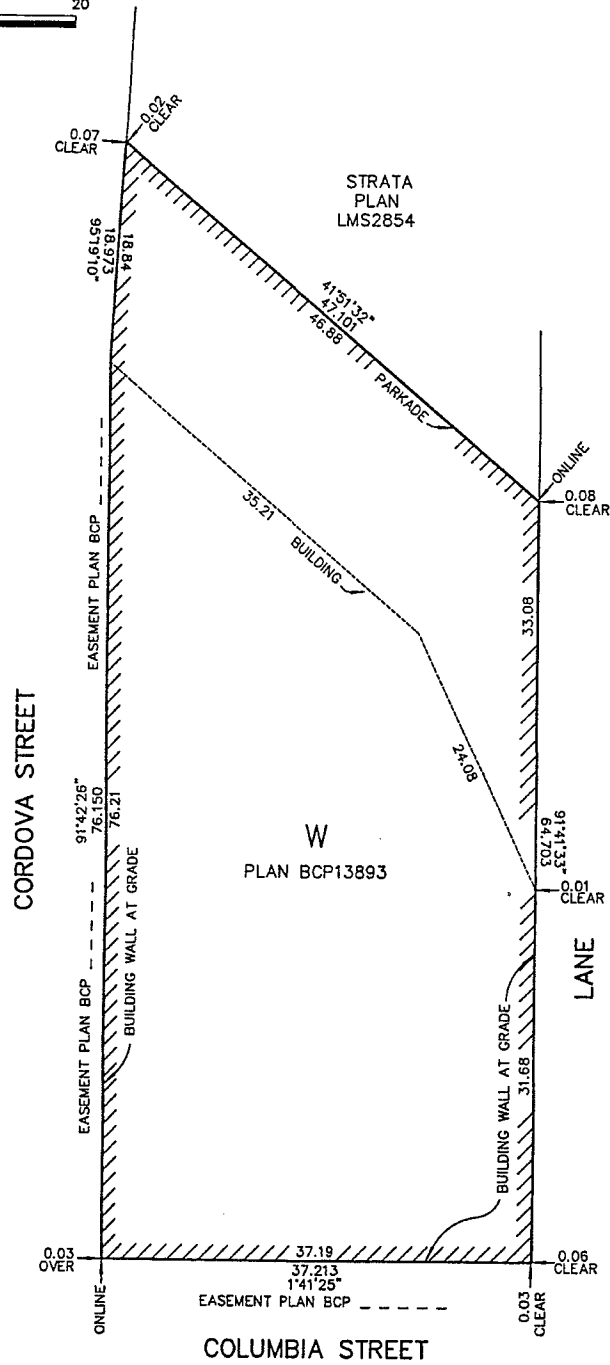 20
0.02
CLEAR
0.07
CLEAR
STRATA
PLAN
LMS2854
95°19'10"
18.973
18.84
41°51'32"
47.101
46.88
PARKADE
ONLINE
0.08
CLEAR
EASEMENT PLAN BCP _ _ _ _
35.21
BUILDING
33.08
24.08
CORDOVA STREET
91°42'26"
76.150
76.21
W
PLAN BCP13893
91°41'33"
64.703
0.01
CLEAR
LANE
EASEMENT PLAN BCP _ _ _ _
BUILDING WALL AT GRADE
BUILDING WALL AT GRADE
31.68
0.03
OVER
37.19
37.213
1°41'25"
0.06
CLEAR
ONLINE
EASEMENT PLAN BCP _ _ _ _
0.03
CLEAR
COLUMBIA STREET